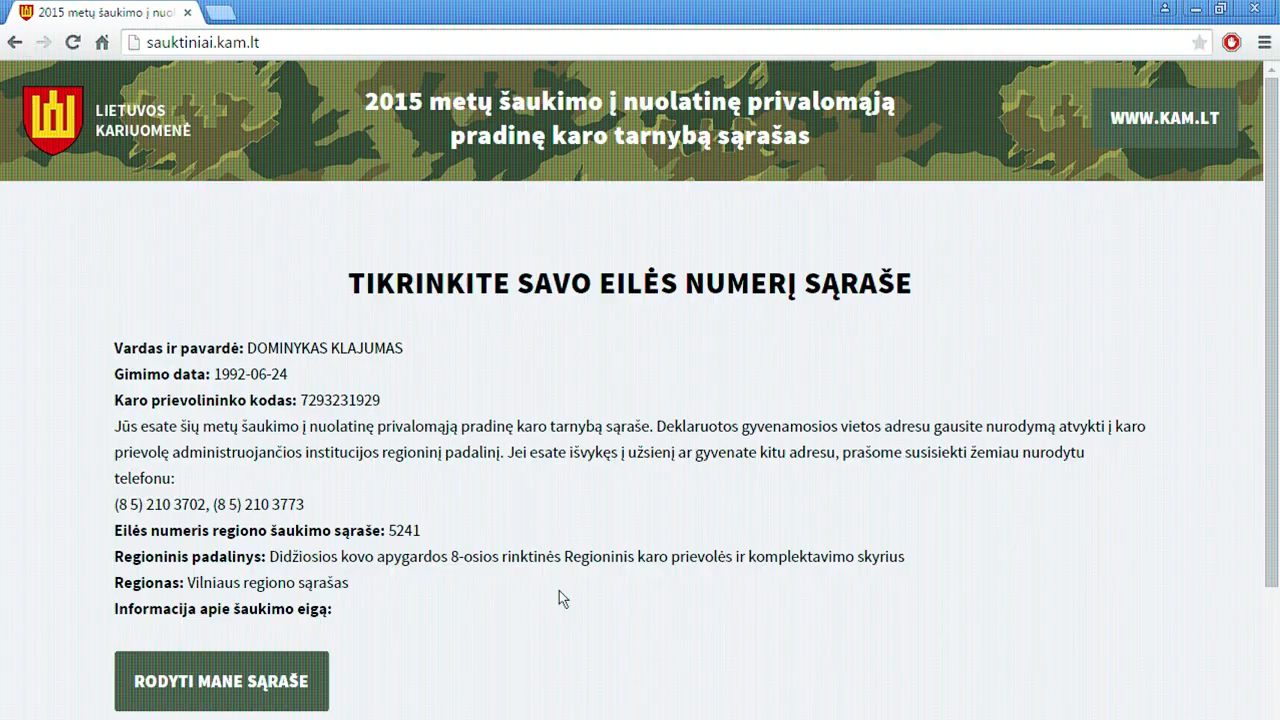 2015 metų šaukimo į nuo
sauktiniai.kam.lt
LIETUVOS
KARIUOMENĖ
2015 metų šaukimo į nuolatinę privalomąją
pradinę karo tarnybą sąrašas
WWW.KAM.LT
TIKRINKITE SAVO EILĖS NUMERĮ SĄRAŠE
Vardas ir pavardė: DOMINYKAS KLAJUMAS
Gimimo data: 1992-06-24
Karo prievolininko kodas: 7293231929
Jūs esate šių metų šaukimo į nuolatinę privalomąją pradinę karo tarnybą sąraše. Deklaruotos gyvenamosios vietos adresu gausite nurodymą atvykti į karo
prievolę administruojančios institucijos regioninį padalinį. Jei esate išvykęs į užsienį ar gyvenate kitu adresu, prašome susisiekti žemiau nurodytu
telefonu:
(8 5) 210 3702, (8 5) 210 3773
Eilės numeris regiono šaukimo sąraše: 5241
Regioninis padalinys: Didžiosios kovo apygardos 8-osios rinktinės Regioninis karo prievolės ir komplektavimo skyrius
Regionas: Vilniaus regiono sąrašas
Informacija apie šaukimo eigą:
RODYTI MANE SĄRAŠE